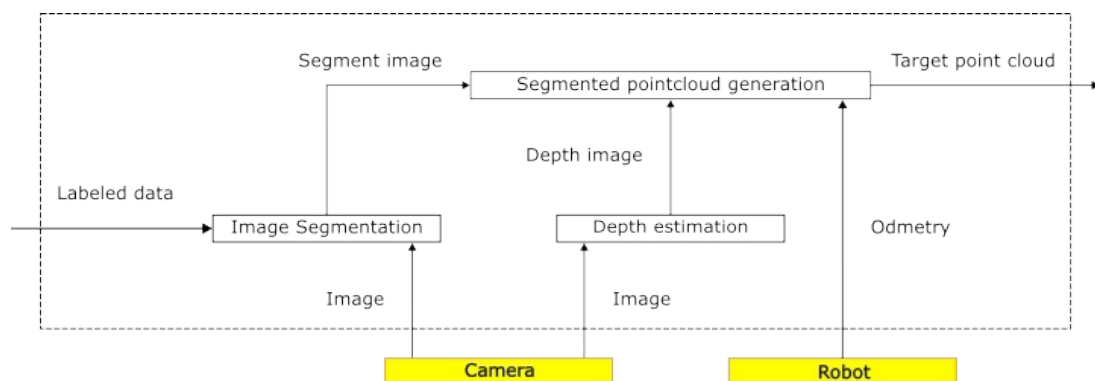 Segment image
Target point cloud
Segmented pointcloud generation
Depth image
Labeled data
Image Segmentation
Depth estimation
Odmetry
Image
Image
Camera
Robot